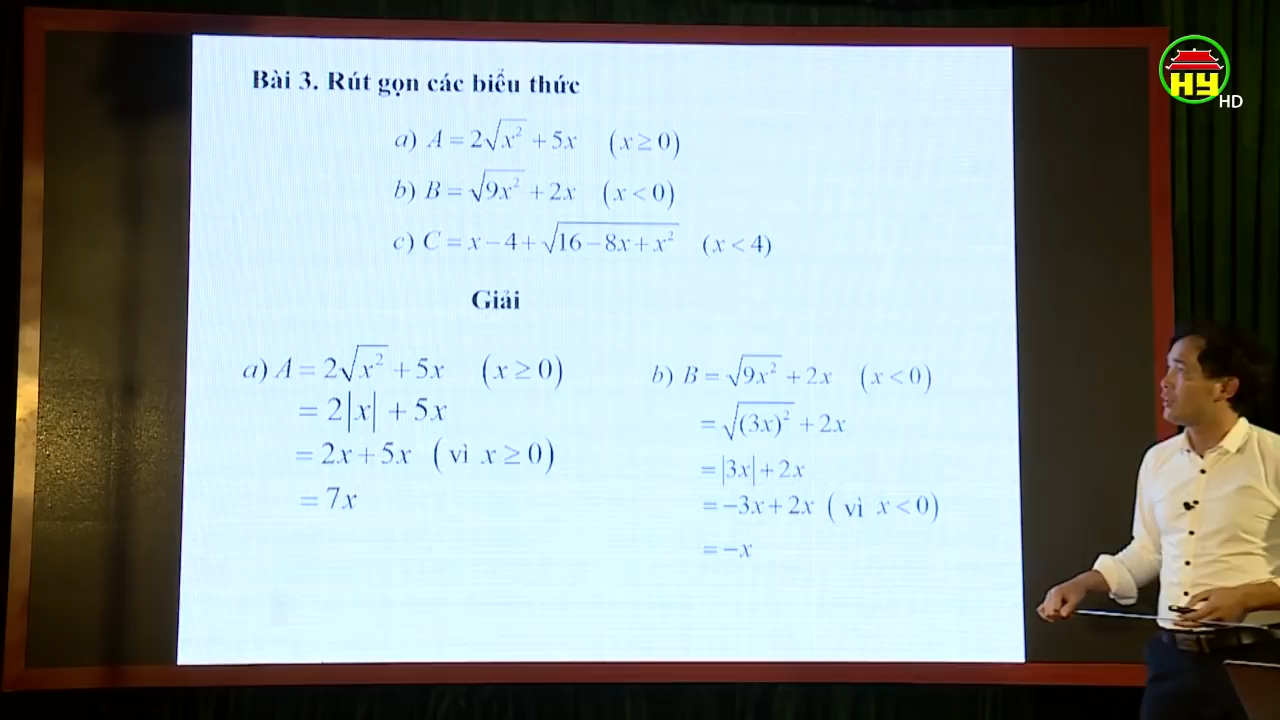 Bài 3. Rút gọn các biểu thức
a) A = 2√x² + 5x (x ≥ 0)
b) B = √9x² + 2x (x < 0)
c) C = x − 4 + √16 − 8x + x² (x < 4)
Giải
a) A = 2√x² + 5x (x ≥ 0)
= 2|x| + 5x
= 2x + 5x ( vì x ≥ 0)
= 7x
b) B = √9x² + 2x (x < 0)
= √(3x)² + 2x
= |3x| + 2x
= −3x + 2x ( vì x < 0)
= −x
HY
HD